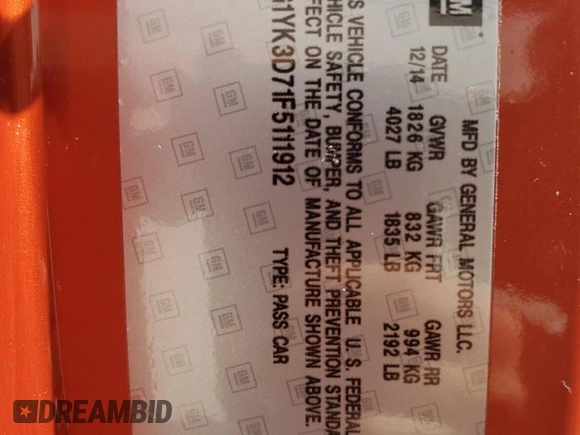 GM
MFD BY GENERAL MOTORS LLC.
DATE GVWR GAWR FRT GAWR RR
12/14 1826 KG 832 KG 994 KG
4027 LB 1835 LB 2192 LB
S VEHICLE CONFORMS TO ALL APPLICABLE U. S. FEDERAL
HICLE SAFETY, BUMPER, AND THEFT PREVENTION STANDA
FECT ON THE DATE OF MANUFACTURE SHOWN ABOVE.
G1YK3D71F5111912 TYPE: PASS CAR
DREAMBID